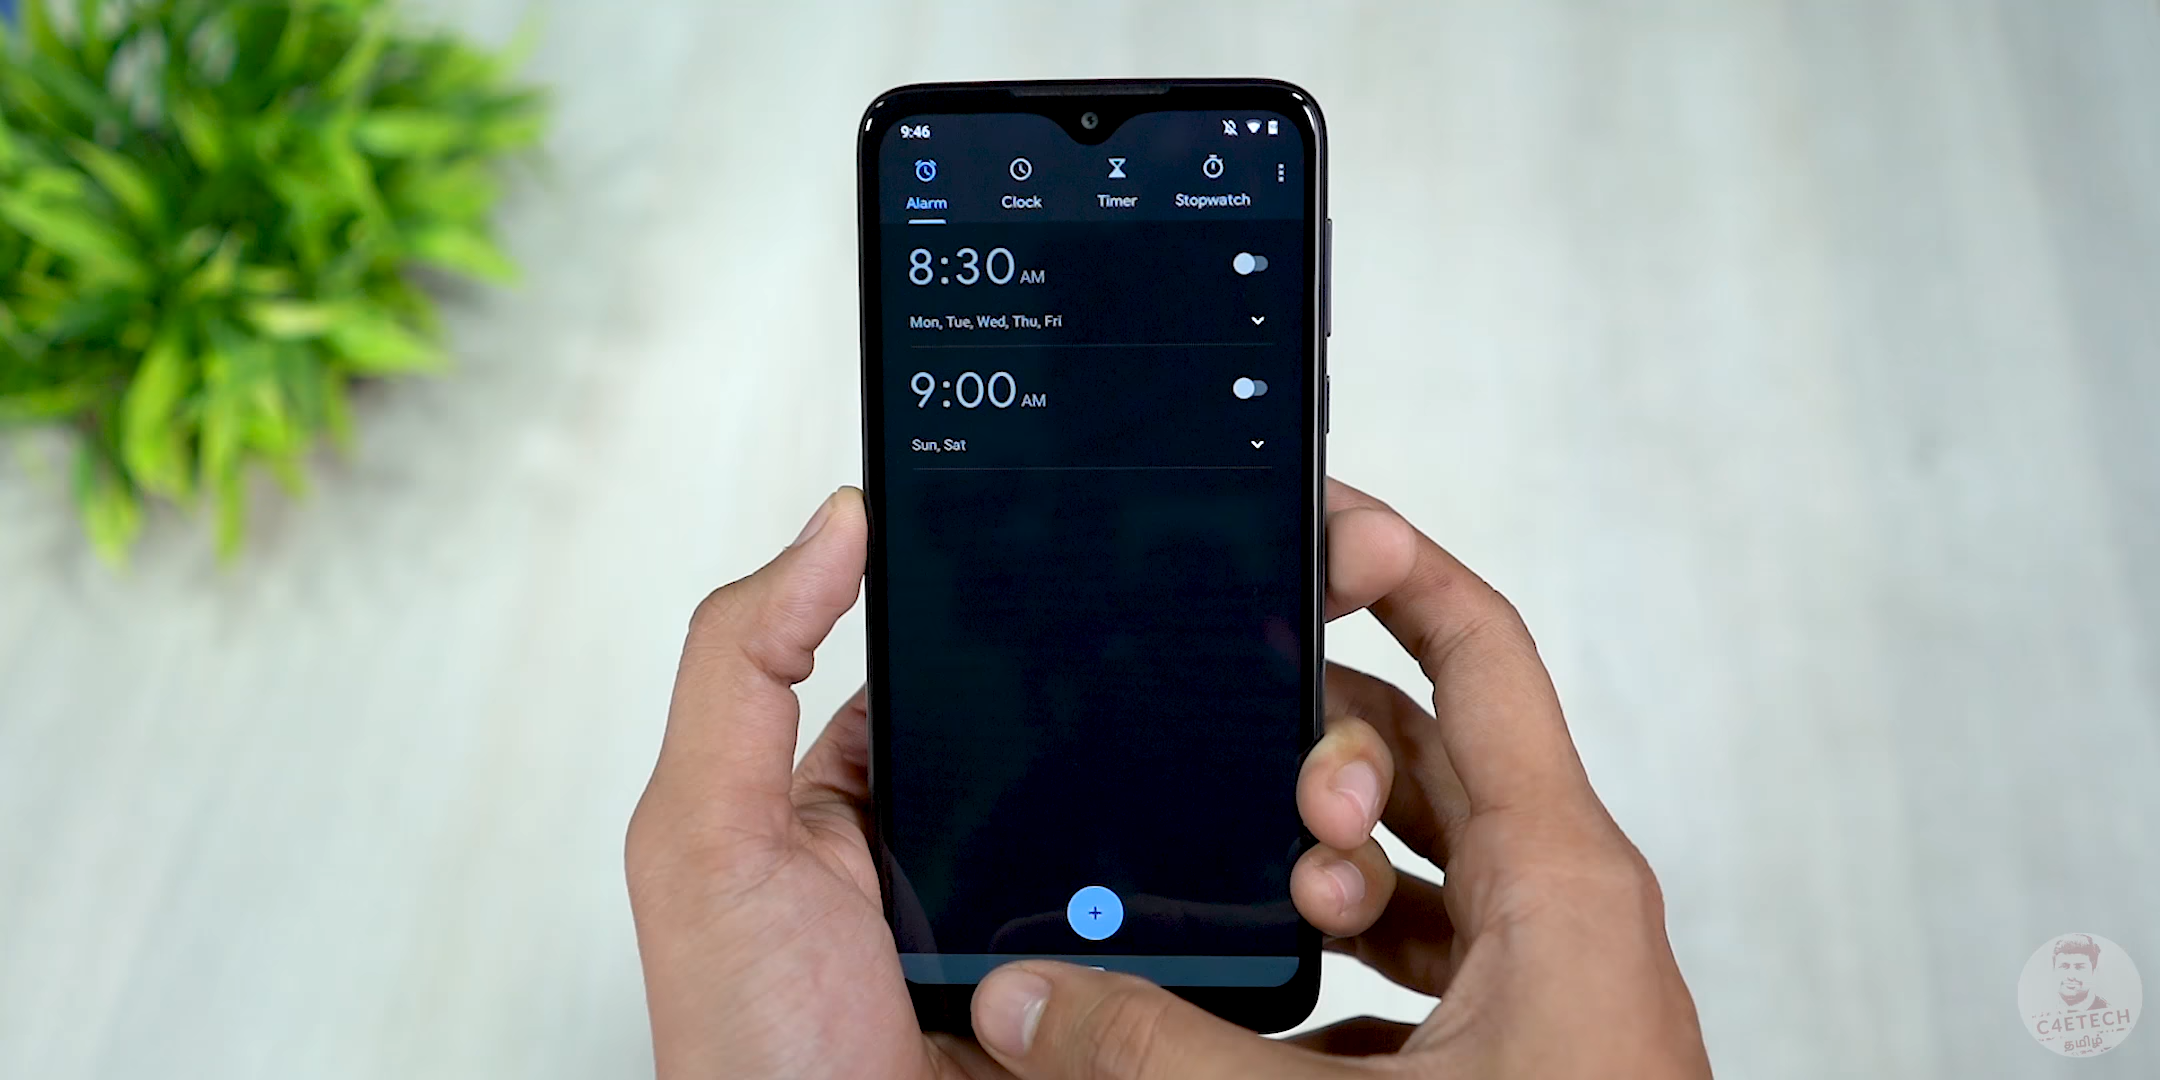 9:46
Alarm Clock Timer Stopwatch
8:30 AM
Mon, Tue, Wed, Thu, Fri
9:00 AM
Sun, Sat
C4ETECH
தமிழ்